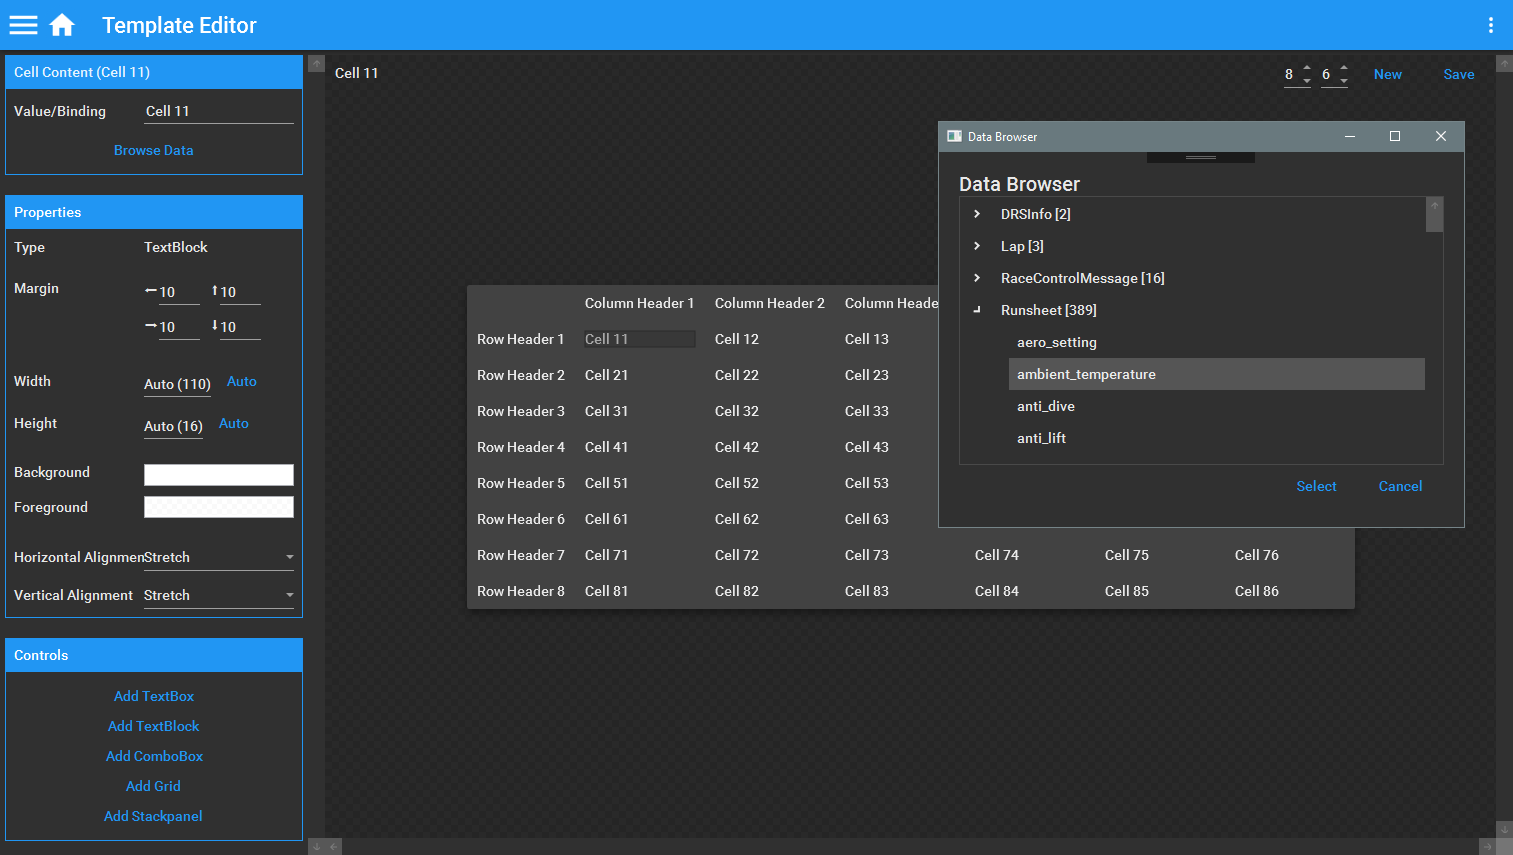 Template Editor
Cell Content (Cell 11)
Value/Binding Cell 11
Browse Data
Properties
Type TextBlock
Margin 10 10
10 10
Width Auto (110) Auto
Height Auto (16) Auto
Background
Foreground
Horizontal Alignmen Stretch
Vertical Alignment Stretch
Controls
Add TextBox
Add TextBlock
Add ComboBox
Add Grid
Add Stackpanel
Cell 11 8 6 New Save
Column Header 1 Column Header 2 Column Heade
Row Header 1 Cell 11 Cell 12 Cell 13
Row Header 2 Cell 21 Cell 22 Cell 23
Row Header 3 Cell 31 Cell 32 Cell 33
Row Header 4 Cell 41 Cell 42 Cell 43
Row Header 5 Cell 51 Cell 52 Cell 53
Row Header 6 Cell 61 Cell 62 Cell 63
Row Header 7 Cell 71 Cell 72 Cell 73 Cell 74 Cell 75 Cell 76
Row Header 8 Cell 81 Cell 82 Cell 83 Cell 84 Cell 85 Cell 86
Data Browser
Data Browser
DRSInfo [2]
Lap [3]
RaceControlMessage [16]
Runsheet [389]
aero_setting
ambient_temperature
anti_dive
anti_lift
Select Cancel